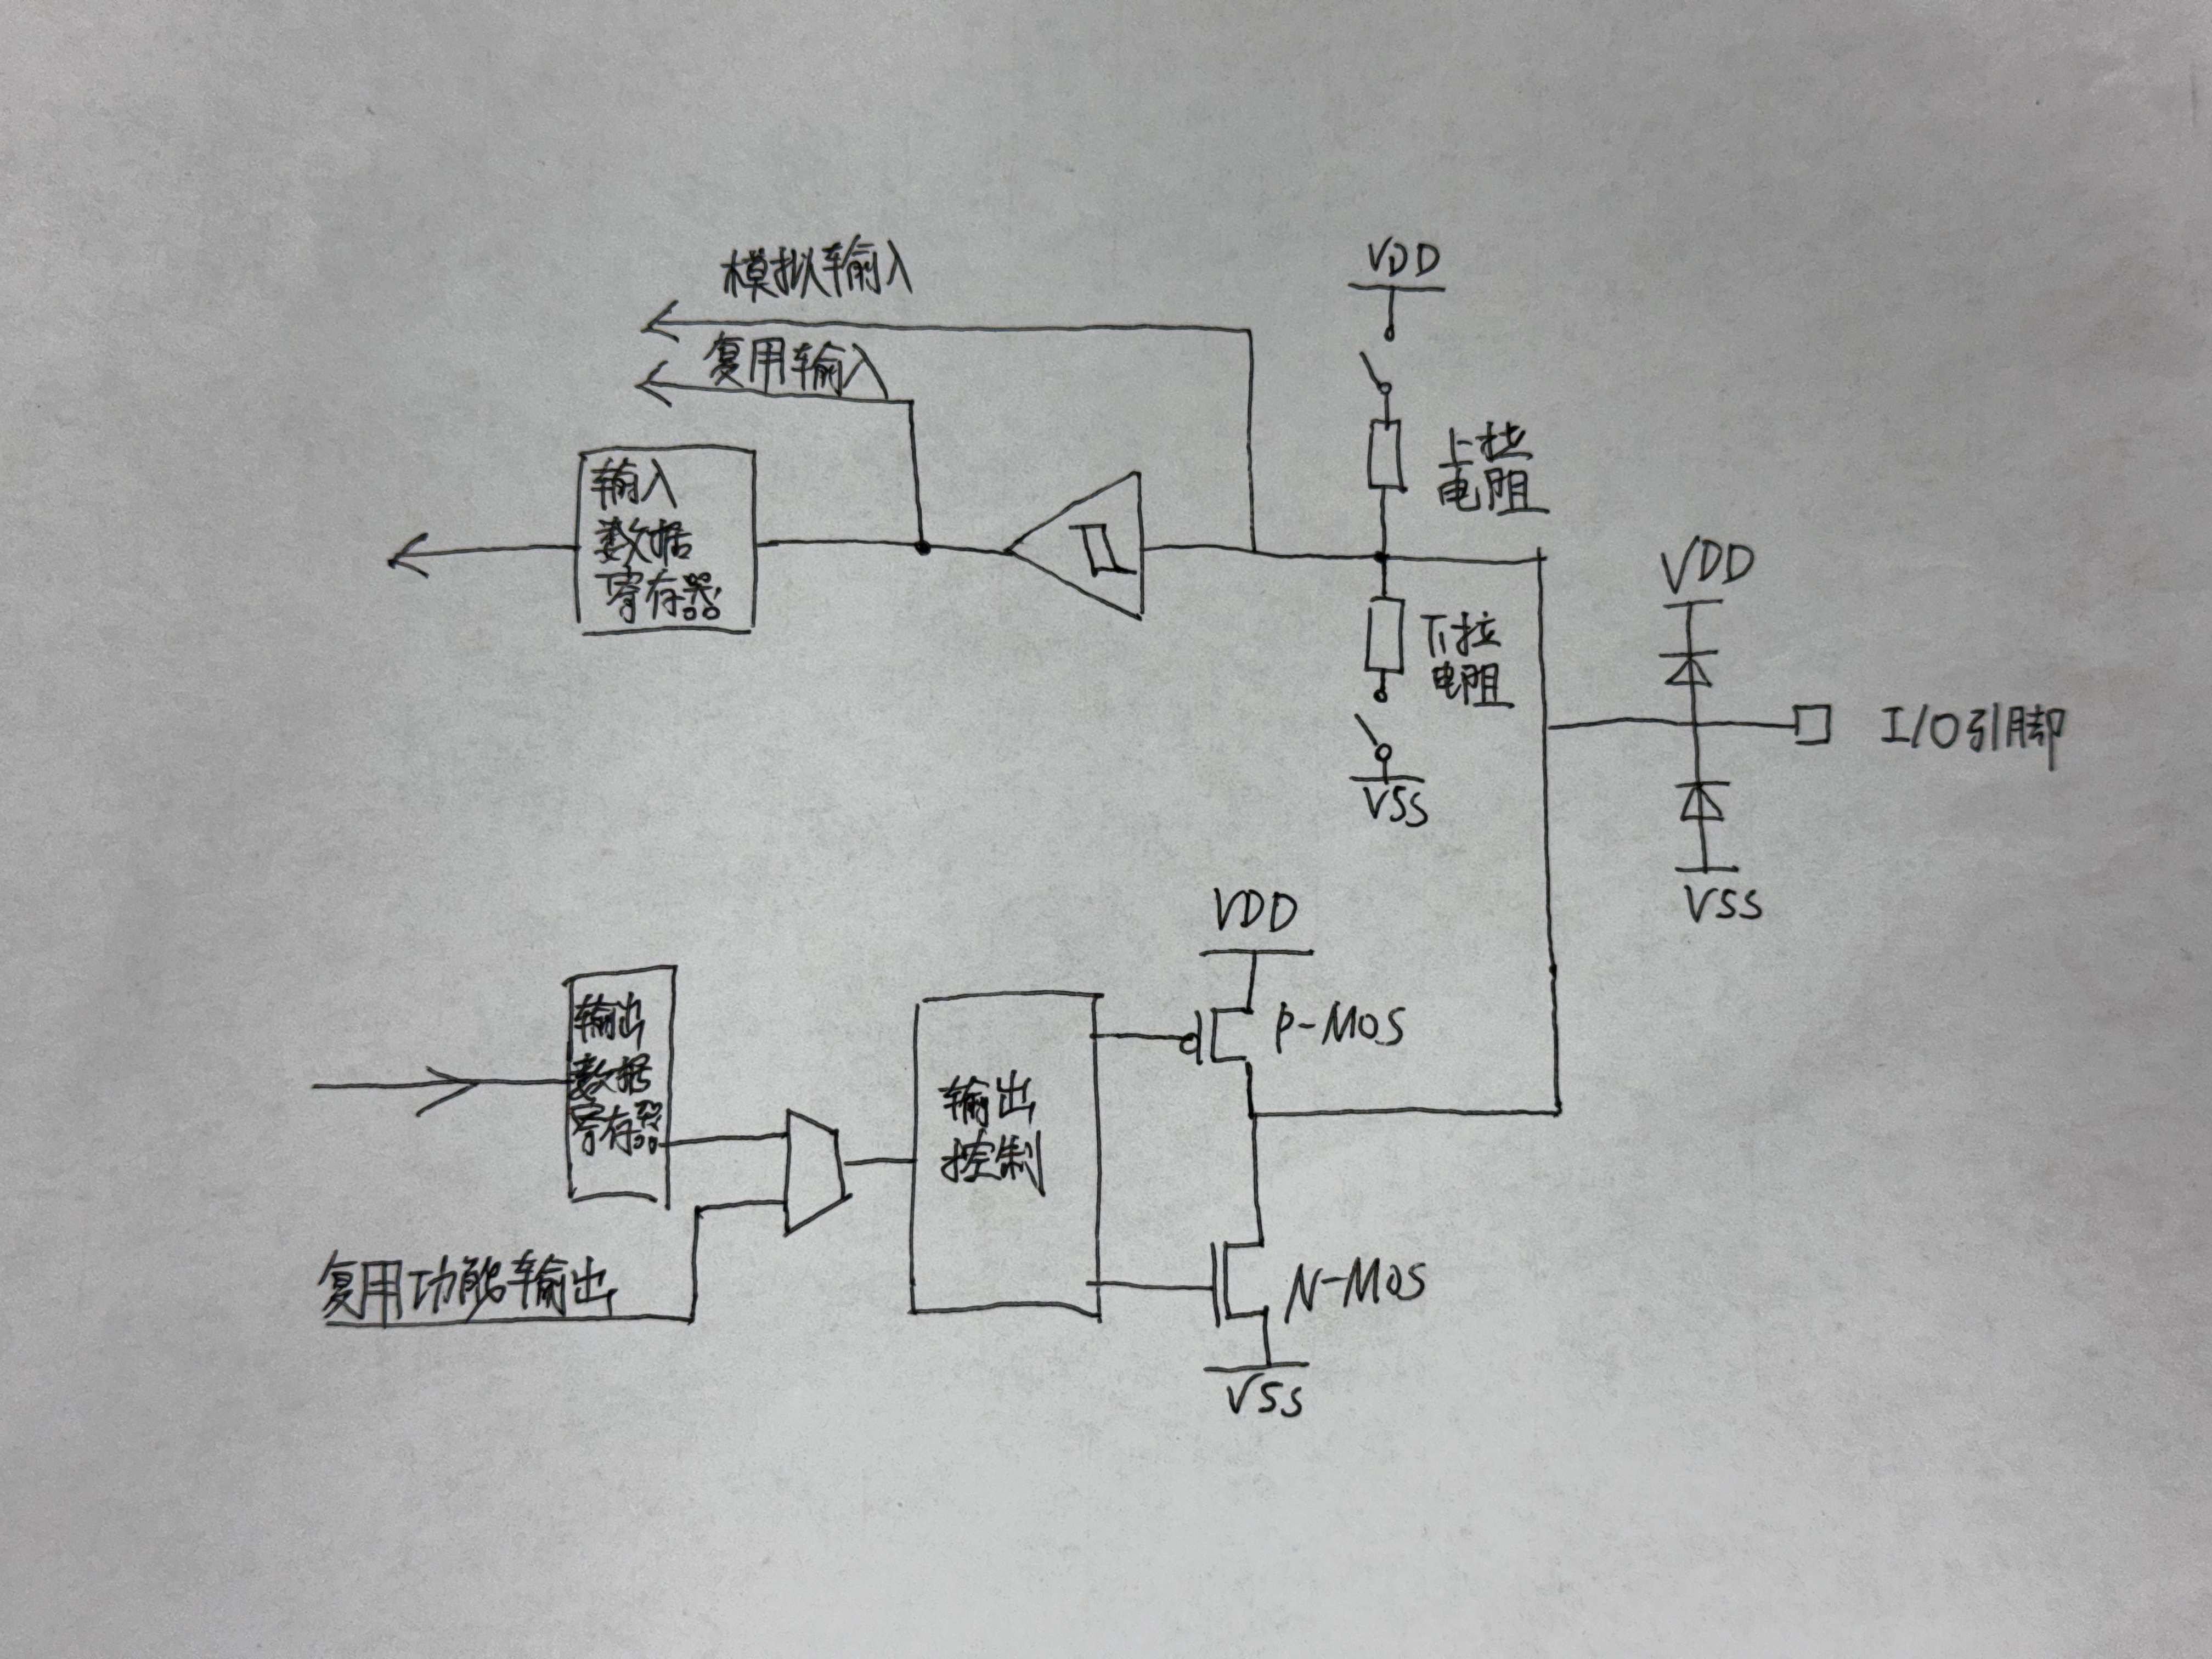 模拟输入
复用输入
输入
数据
寄存器
VDD
上拉
电阻
下拉
电阻
VSS
VDD
I/O引脚
VSS
输出
数据
寄存器
复用功能输出
输出
控制
VDD
P-MOS
N-MOS
VSS